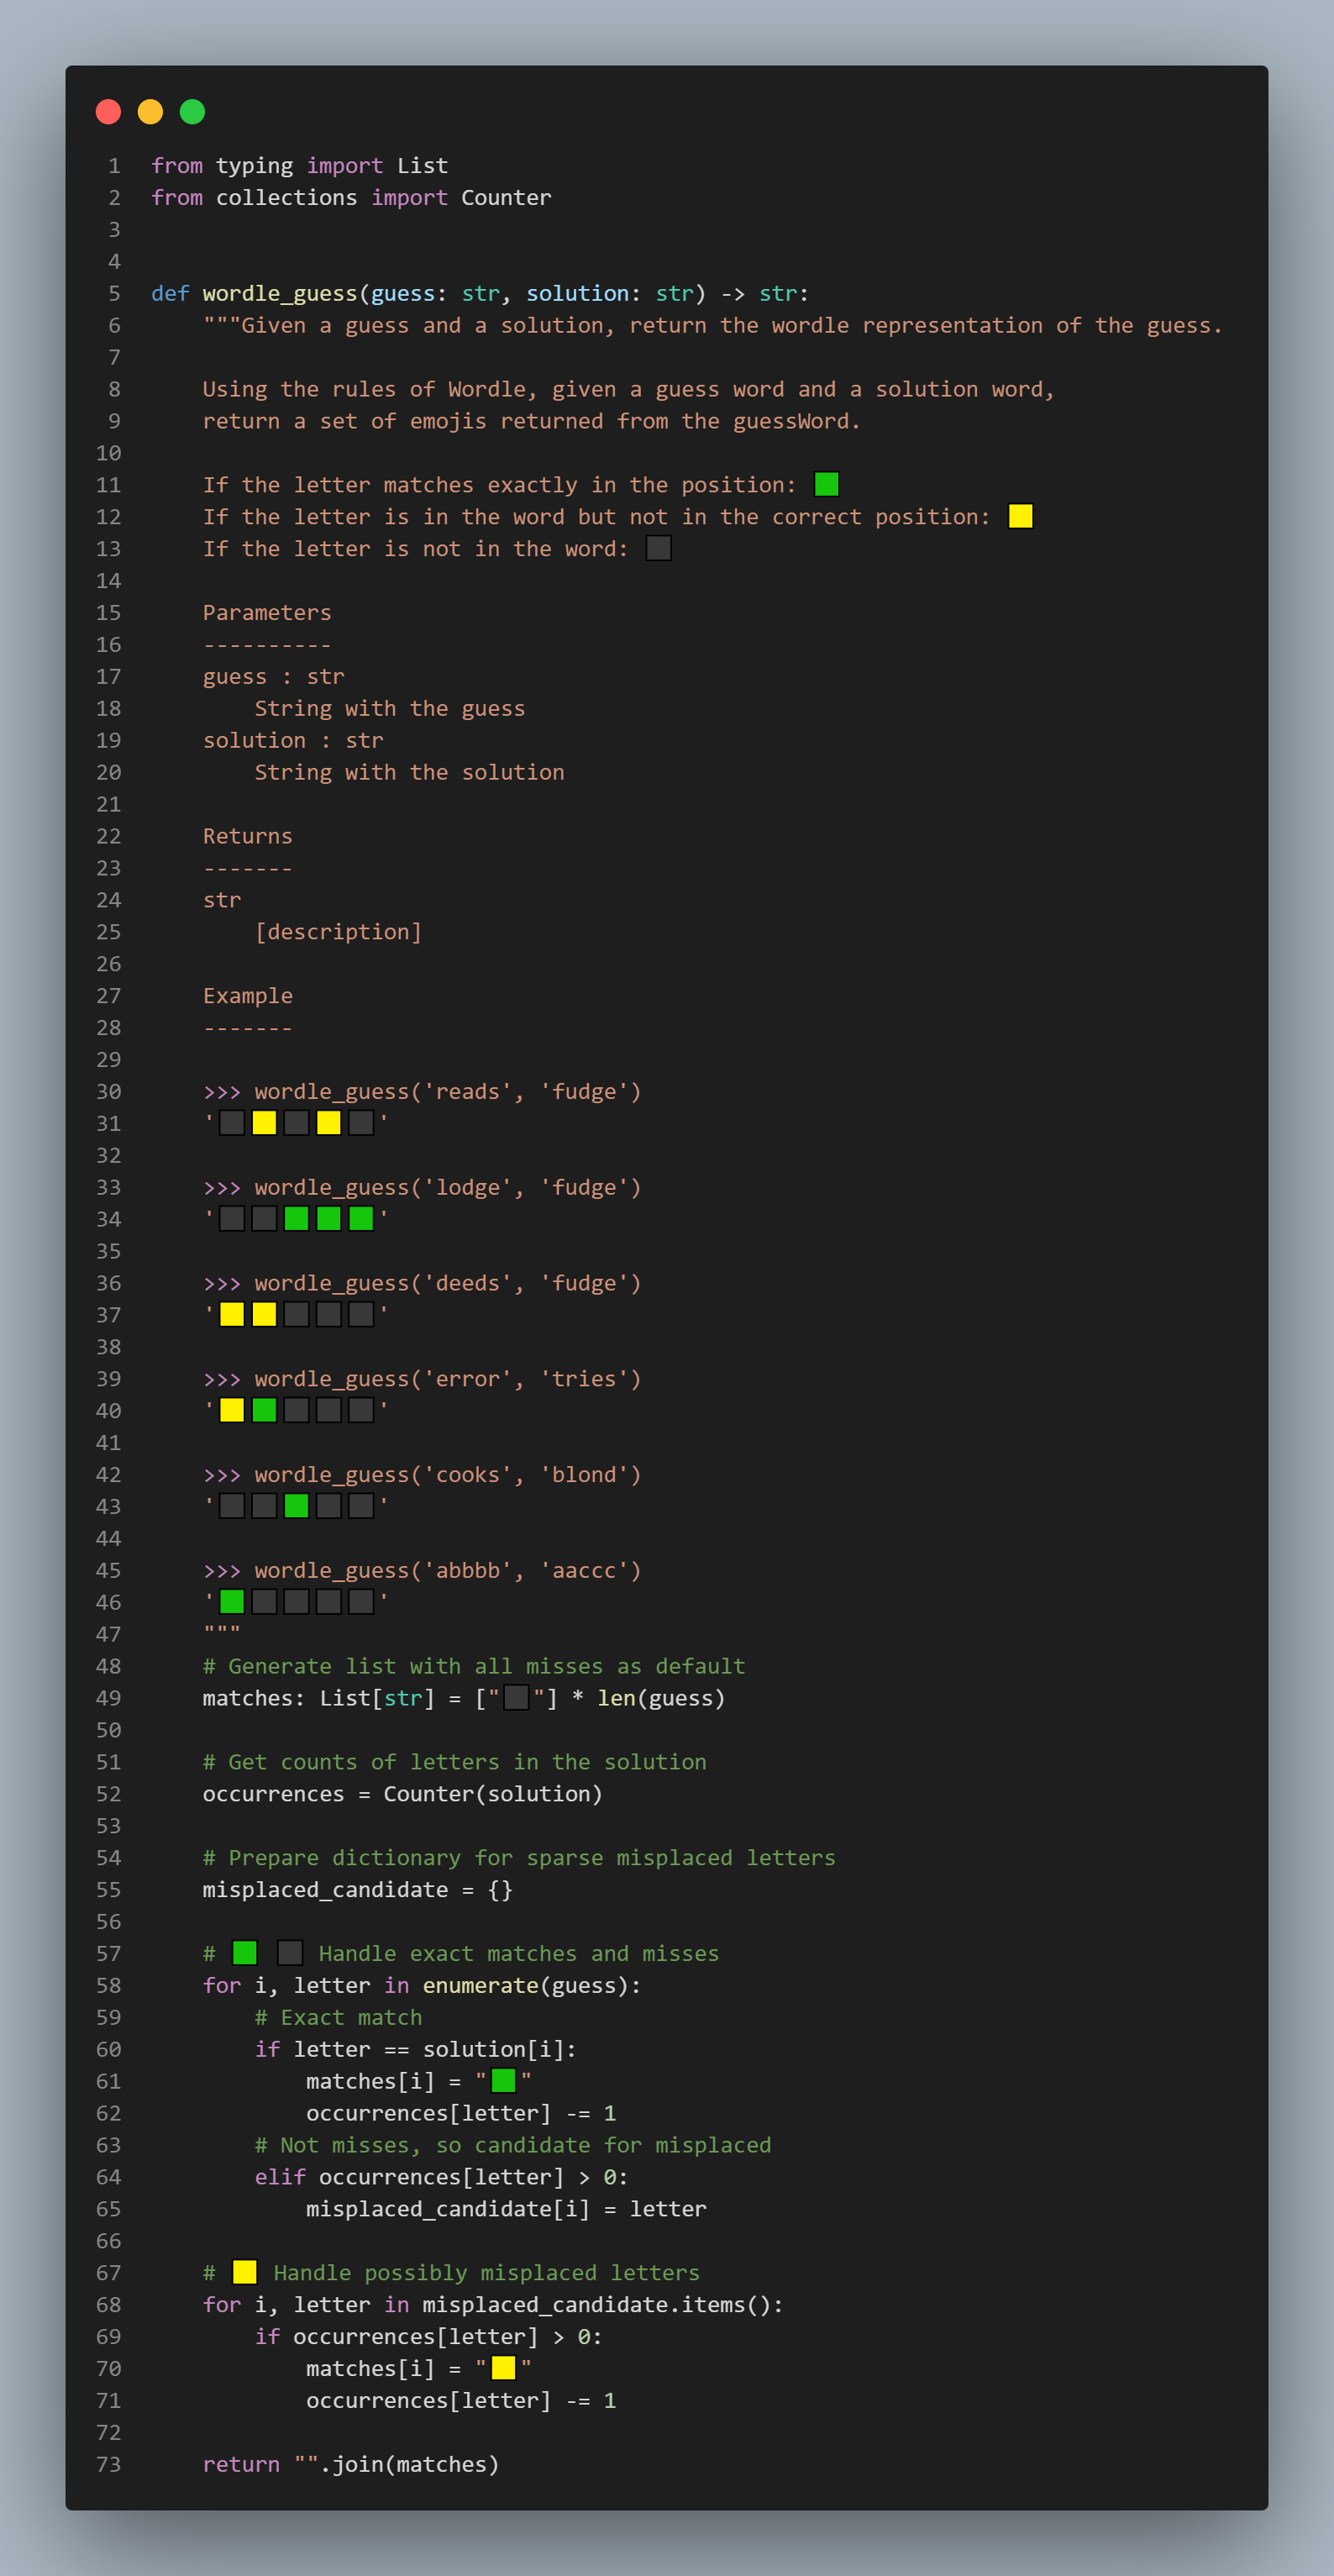 1 from typing import List
2 from collections import Counter
3
4
5 def wordle_guess(guess: str, solution: str) -> str:
6     """Given a guess and a solution, return the wordle representation of the guess.
7
8     Using the rules of Wordle, given a guess word and a solution word,
9     return a set of emojis returned from the guessWord.
10
11     If the letter matches exactly in the position: 🟩
12     If the letter is in the word but not in the correct position: 🟨
13     If the letter is not in the word: ⬛
14
15     Parameters
16     ----------
17     guess : str
18         String with the guess
19     solution : str
20         String with the solution
21
22     Returns
23     -------
24     str
25         [description]
26
27     Example
28     -------
29
30     >>> wordle_guess('reads', 'fudge')
31     '⬛🟨⬛🟨⬛'
32
33     >>> wordle_guess('lodge', 'fudge')
34     '⬛⬛🟩🟩🟩'
35
36     >>> wordle_guess('deeds', 'fudge')
37     '🟨🟨⬛⬛⬛'
38
39     >>> wordle_guess('error', 'tries')
40     '🟨🟩⬛⬛⬛'
41
42     >>> wordle_guess('cooks', 'blond')
43     '⬛⬛🟩⬛⬛'
44
45     >>> wordle_guess('abbbb', 'aaccc')
46     '🟩⬛⬛⬛⬛'
47     """
48     # Generate list with all misses as default
49     matches: List[str] = ["⬛"] * len(guess)
50
51     # Get counts of letters in the solution
52     occurrences = Counter(solution)
53
54     # Prepare dictionary for sparse misplaced letters
55     misplaced_candidate = {}
56
57     # 🟩 ⬛ Handle exact matches and misses
58     for i, letter in enumerate(guess):
59         # Exact match
60         if letter == solution[i]:
61             matches[i] = "🟩"
62             occurrences[letter] -= 1
63         # Not misses, so candidate for misplaced
64         elif occurrences[letter] > 0:
65             misplaced_candidate[i] = letter
66
67     # 🟨 Handle possibly misplaced letters
68     for i, letter in misplaced_candidate.items():
69         if occurrences[letter] > 0:
70             matches[i] = "🟨"
71             occurrences[letter] -= 1
72
73     return "".join(matches)